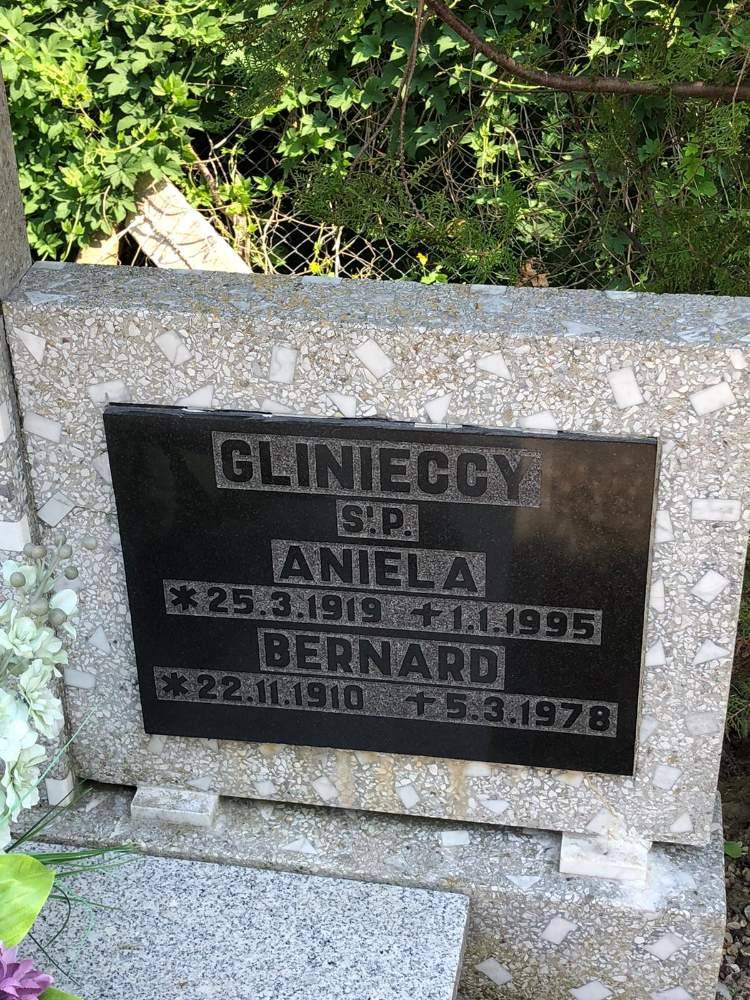 GLINIECCY
Ś.P.
ANIELA
*25.3.1919 +1.1.1995
BERNARD
*22.11.1910 +5.3.1978